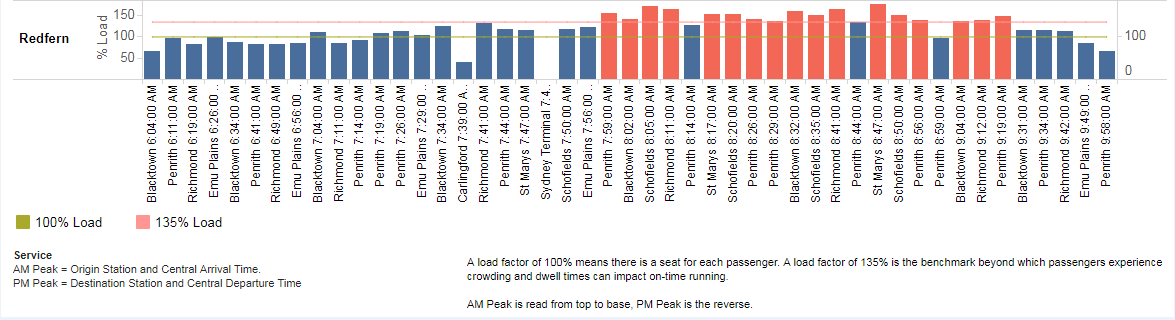 Redfern
% Load
150
100
50
100
0
Blacktown 6:04:00 AM
Penrith 6:11:00 AM
Richmond 6:19:00 AM
Emu Plains 6:26:00 ..
Blacktown 6:34:00 AM
Penrith 6:41:00 AM
Richmond 6:49:00 AM
Emu Plains 6:56:00 ..
Blacktown 7:04:00 AM
Richmond 7:11:00 AM
Penrith 7:14:00 AM
Penrith 7:19:00 AM
Penrith 7:26:00 AM
Emu Plains 7:29:00 ..
Blacktown 7:34:00 AM
Carlingford 7:39:00 A..
Richmond 7:41:00 AM
Penrith 7:44:00 AM
St Marys 7:47:00 AM
Sydney Terminal 7:4..
Schofields 7:50:00 AM
Emu Plains 7:56:00 ..
Penrith 7:59:00 AM
Blacktown 8:02:00 AM
Schofields 8:05:00 AM
Richmond 8:11:00 AM
Penrith 8:14:00 AM
St Marys 8:17:00 AM
Schofields 8:20:00 AM
Penrith 8:26:00 AM
Penrith 8:29:00 AM
Blacktown 8:32:00 AM
Schofields 8:35:00 AM
Richmond 8:41:00 AM
Penrith 8:44:00 AM
St Marys 8:47:00 AM
Schofields 8:50:00 AM
Penrith 8:56:00 AM
Penrith 8:59:00 AM
Blacktown 9:04:00 AM
Richmond 9:12:00 AM
Penrith 9:19:00 AM
Blacktown 9:31:00 AM
Penrith 9:34:00 AM
Richmond 9:42:00 AM
Emu Plains 9:49:00 ..
Penrith 9:58:00 AM
100% Load
135% Load
Service
AM Peak = Origin Station and Central Arrival Time.
PM Peak = Destination Station and Central Departure Time
A load factor of 100% means there is a seat for each passenger. A load factor of 135% is the benchmark beyond which passengers experience
crowding and dwell times can impact on-time running.
AM Peak is read from top to base, PM Peak is the reverse.